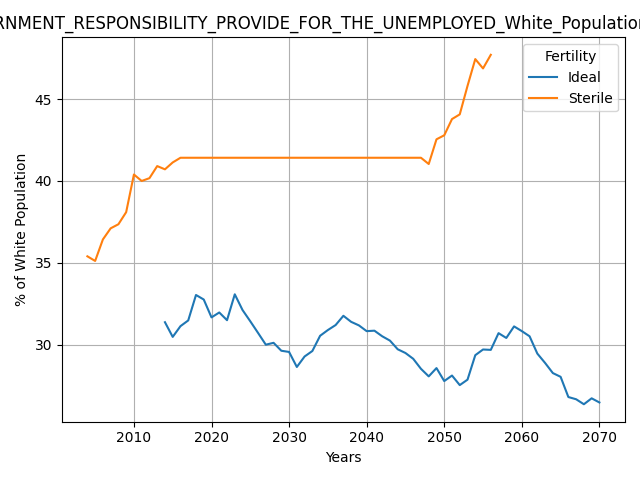 RNMENT_RESPONSIBILITY_PROVIDE_FOR_THE_UNEMPLOYED_White_Population
Fertility
Ideal
Sterile
% of White Population
45
40
35
30
2010 2020 2030 2040 2050 2060 2070
Years